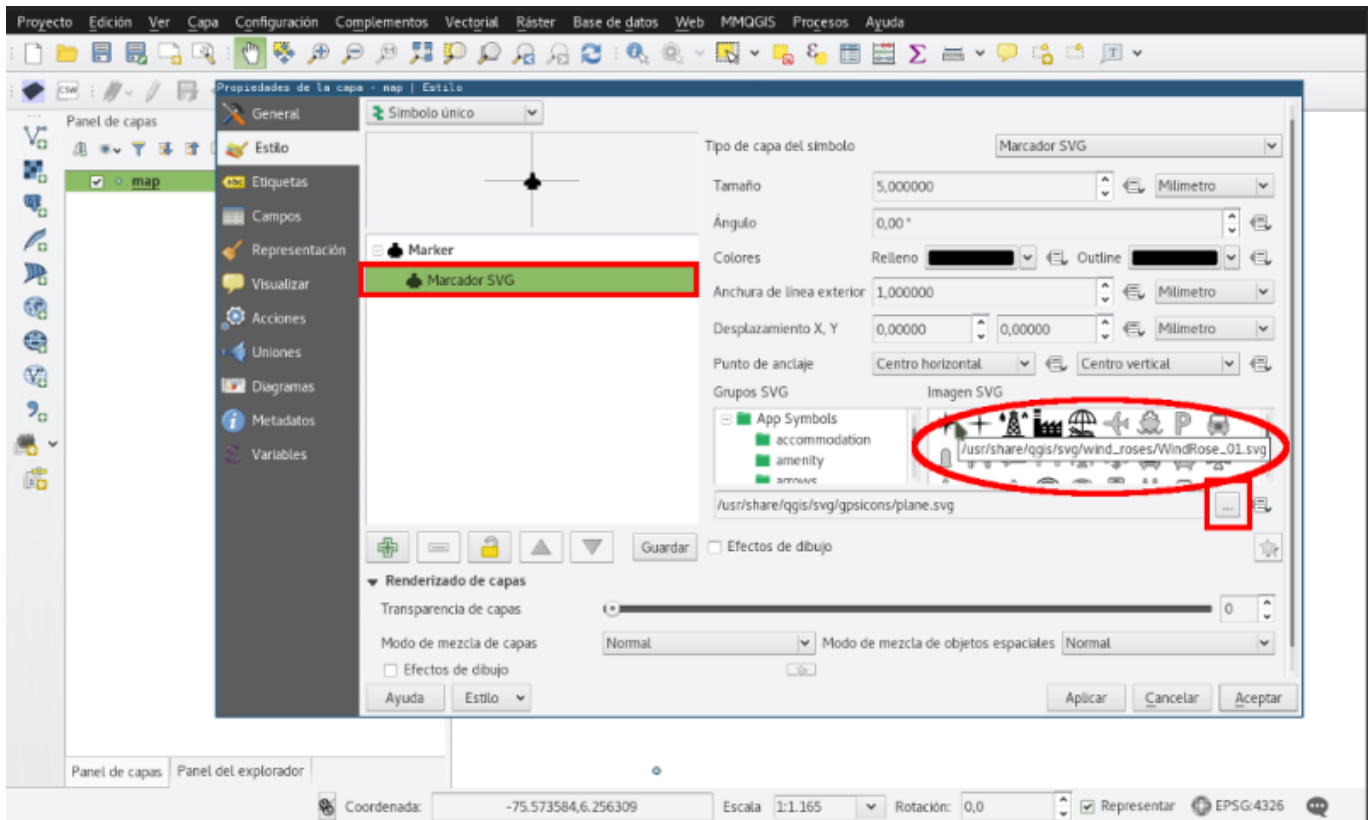 Proyecto Edición Ver Capa Configuración Complementos Vectorial Ráster Base de datos Web MMQGIS Procesos Ayuda
CSW
Propiedades de la capa - map | Estilo
Panel de capas
map
General
Estilo
abc Etiquetas
Campos
Representación
Visualizar
Acciones
Uniones
Diagramas
Metadatos
Variables
Símbolo único
Marker
Marcador SVG
Tipo de capa del símbolo Marcador SVG
Tamaño 5,000000 Milímetro
Ángulo 0,00 °
Colores Relleno Outline
Anchura de línea exterior 1,000000 Milímetro
Desplazamiento X, Y 0,00000 0,00000 Milímetro
Punto de anclaje Centro horizontal Centro vertical
Grupos SVG Imagen SVG
App Symbols
accommodation
amenity
arrows
/usr/share/qgis/svg/wind_roses/WindRose_01.svg
/usr/share/qgis/svg/gpsicons/plane.svg ...
Guardar Efectos de dibujo
Renderizado de capas
Transparencia de capas 0
Modo de mezcla de capas Normal Modo de mezcla de objetos espaciales Normal
Efectos de dibujo
Ayuda Estilo Aplicar Cancelar Aceptar
Panel de capas Panel del explorador
Coordenada: -75.573584,6.256309 Escala 1:1.165 Rotación: 0,0 Representar EPSG:4326